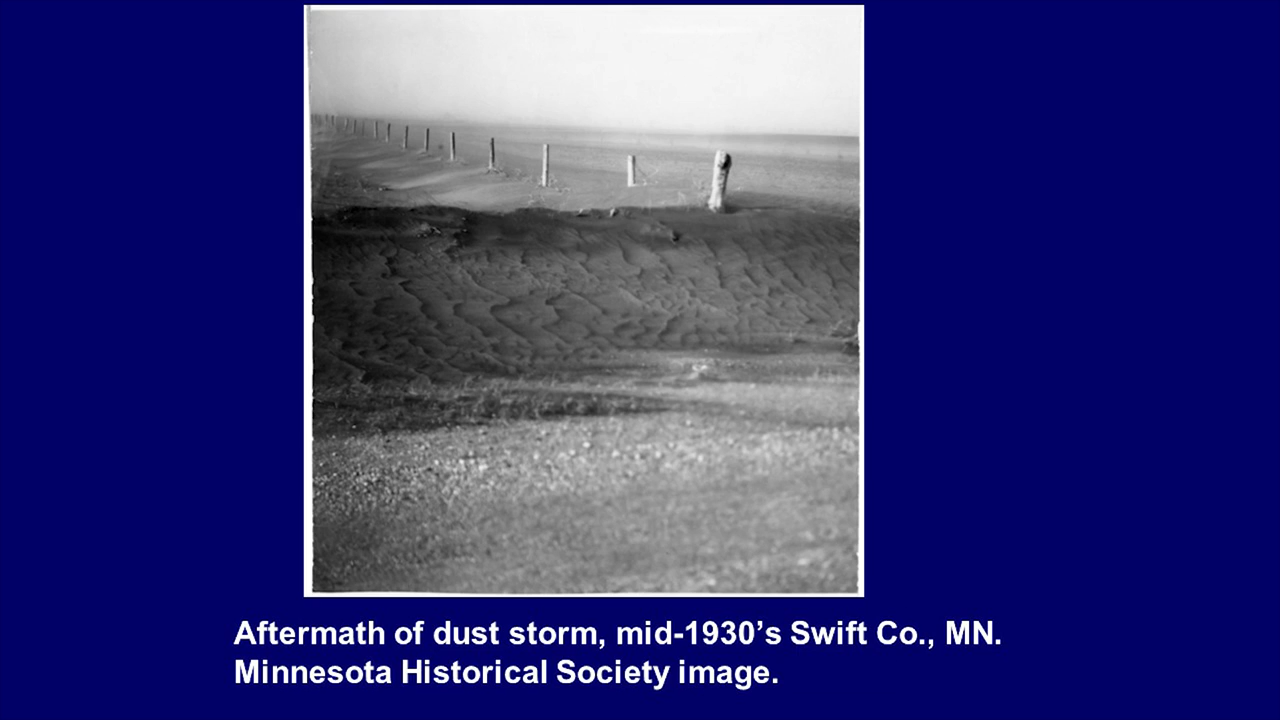 Aftermath of dust storm, mid-1930’s Swift Co., MN.
Minnesota Historical Society image.